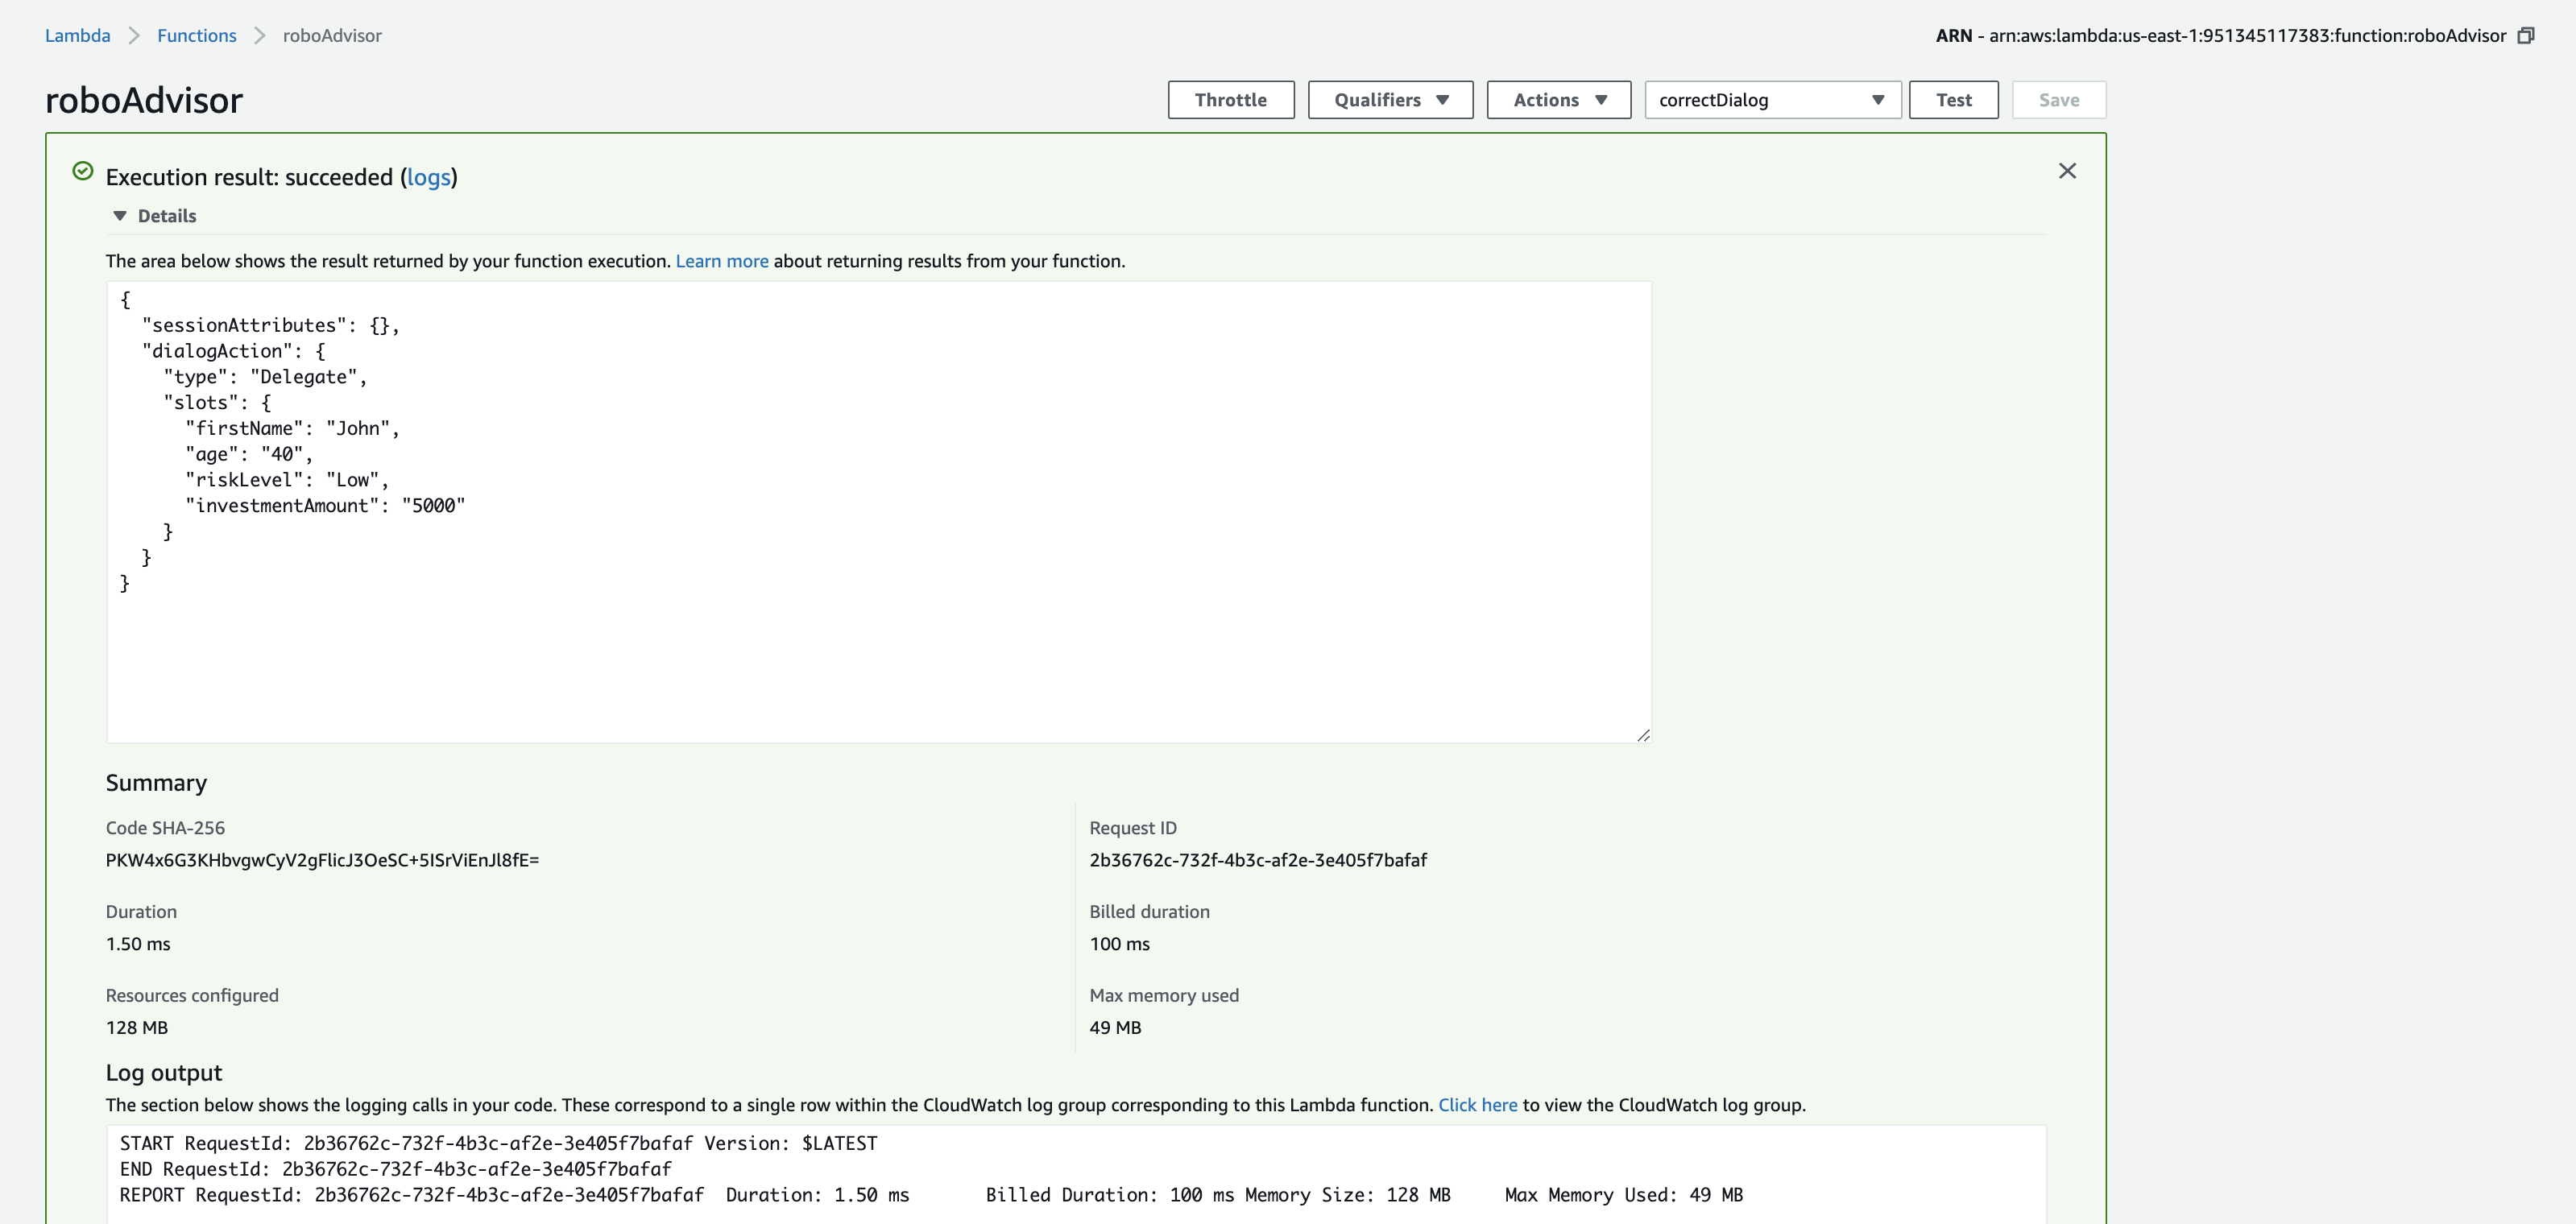 Lambda > Functions > roboAdvisor
ARN - arn:aws:lambda:us-east-1:951345117383:function:roboAdvisor
roboAdvisor
Throttle Qualifiers Actions correctDialog Test Save
Execution result: succeeded (logs)
Details
The area below shows the result returned by your function execution. Learn more about returning results from your function.
{
  "sessionAttributes": {},
  "dialogAction": {
    "type": "Delegate",
    "slots": {
      "firstName": "John",
      "age": "40",
      "riskLevel": "Low",
      "investmentAmount": "5000"
    }
  }
}
Summary
Code SHA-256
PKW4x6G3KHbvgwCyV2gFlicJ3OeSC+5ISrViEnJl8fE=
Request ID
2b36762c-732f-4b3c-af2e-3e405f7bafaf
Duration
1.50 ms
Billed duration
100 ms
Resources configured
128 MB
Max memory used
49 MB
Log output
The section below shows the logging calls in your code. These correspond to a single row within the CloudWatch log group corresponding to this Lambda function. Click here to view the CloudWatch log group.
START RequestId: 2b36762c-732f-4b3c-af2e-3e405f7bafaf Version: $LATEST
END RequestId: 2b36762c-732f-4b3c-af2e-3e405f7bafaf
REPORT RequestId: 2b36762c-732f-4b3c-af2e-3e405f7bafaf Duration: 1.50 ms Billed Duration: 100 ms Memory Size: 128 MB Max Memory Used: 49 MB